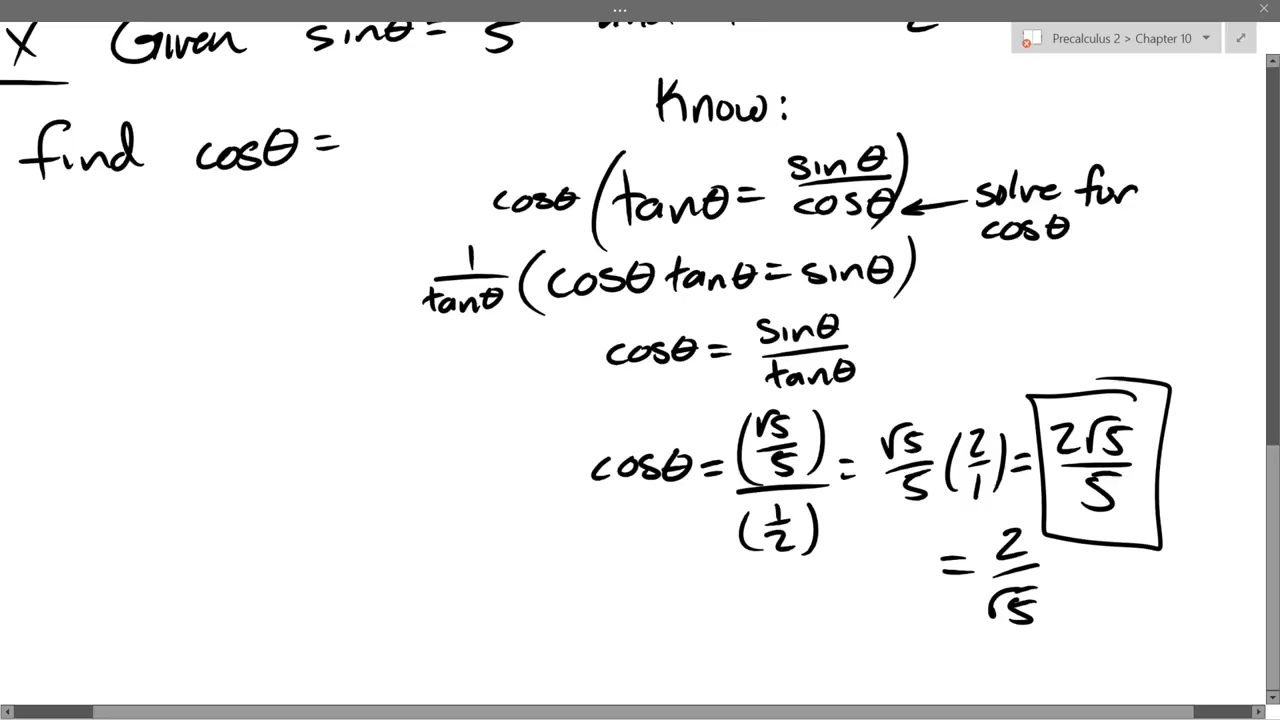 ...
Precalculus 2 > Chapter 10
X Given sinθ = 5 2
find cosθ =
Know:
cosθ (tanθ = sinθ/cosθ) ← solve for cosθ
1/tanθ (cosθ tanθ = sinθ)
cosθ = sinθ/tanθ
cosθ = (√5/5)/(1/2) = √5/5 (2/1) = 2√5/5
= 2/√5